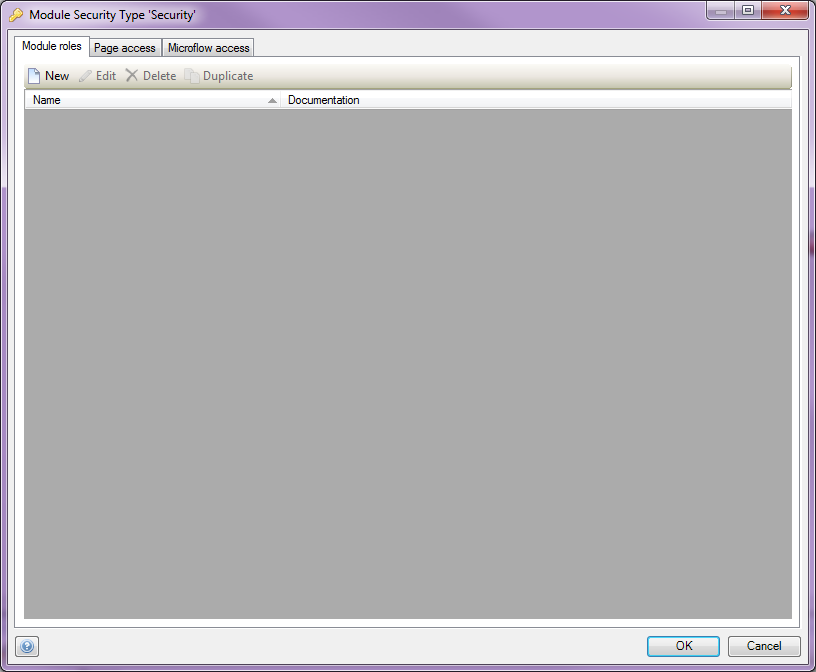 Module Security Type 'Security'
Module roles Page access Microflow access
New Edit Delete Duplicate
Name Documentation
OK Cancel